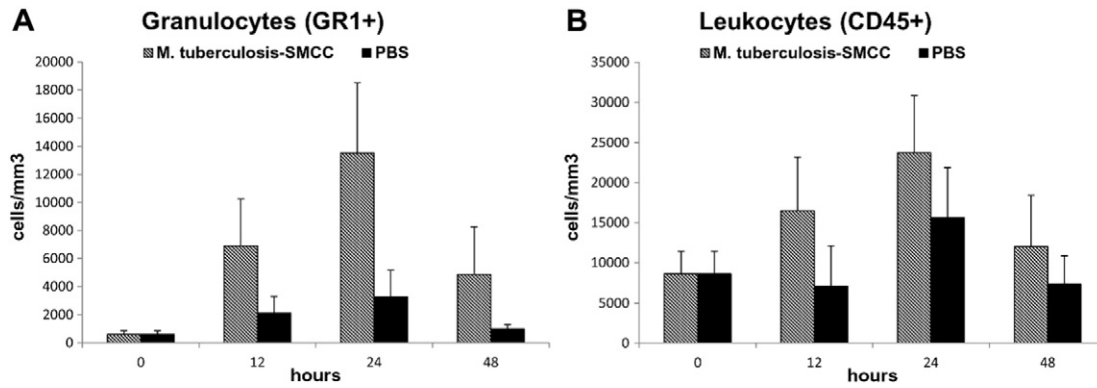 A
Granulocytes (GR1+)
M. tuberculosis-SMCC PBS
20000
18000
16000
14000
12000
10000
8000
6000
4000
2000
0
cells/mm3
0 12 24 48
hours
B
Leukocytes (CD45+)
M. tuberculosis-SMCC PBS
35000
30000
25000
20000
15000
10000
5000
0
cells/mm3
0 12 24 48
hours